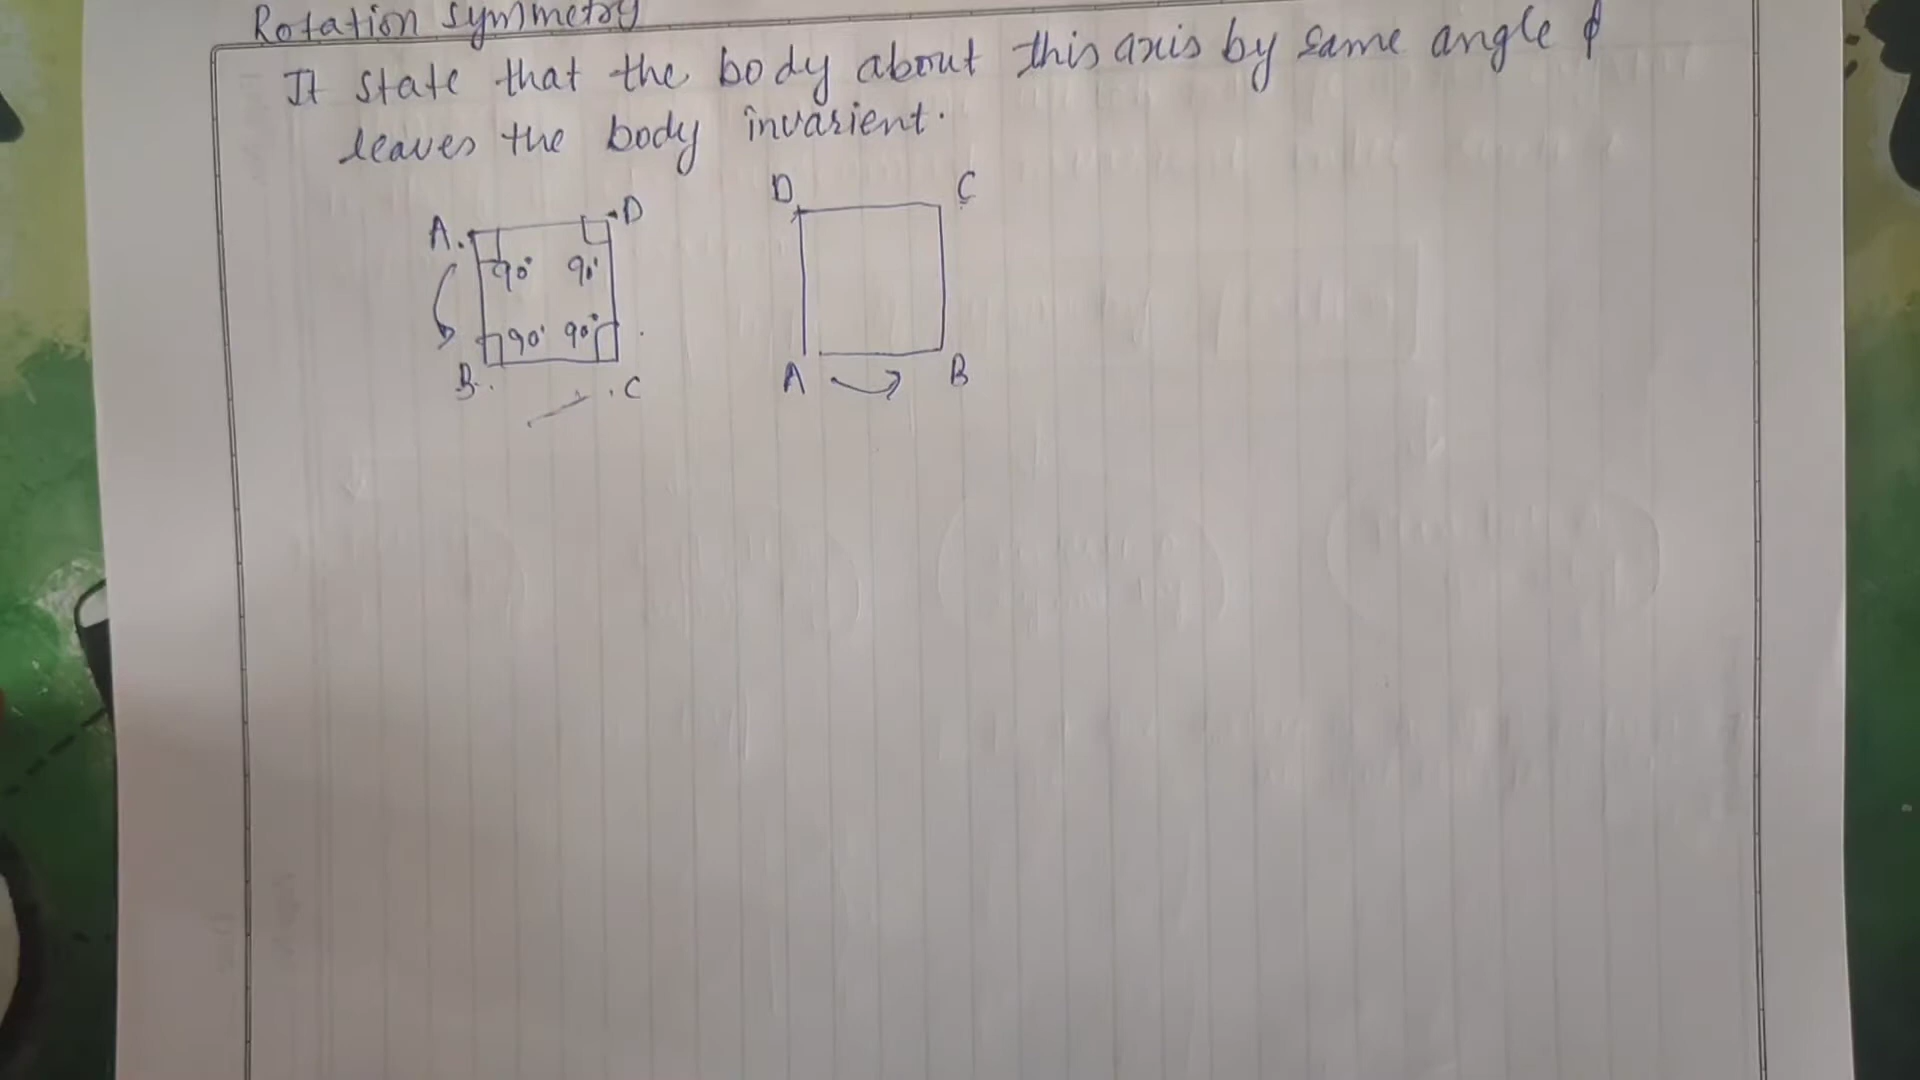 Rotation symmetry
It state that the body about this axis by same angle ϕ
leaves the body invarient.
A. D
90° 90°
90° 90°
B. C
D C
A B